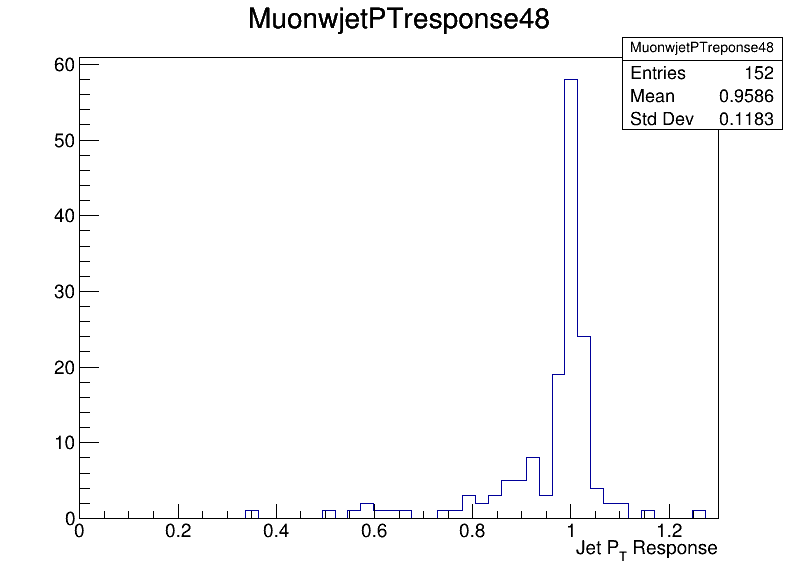 MuonwjetPTresponse48
MuonwjetPTreponse48
Entries 152
Mean 0.9586
Std Dev 0.1183
60
50
40
30
20
10
0
0 0.2 0.4 0.6 0.8 1 1.2
Jet PT Response